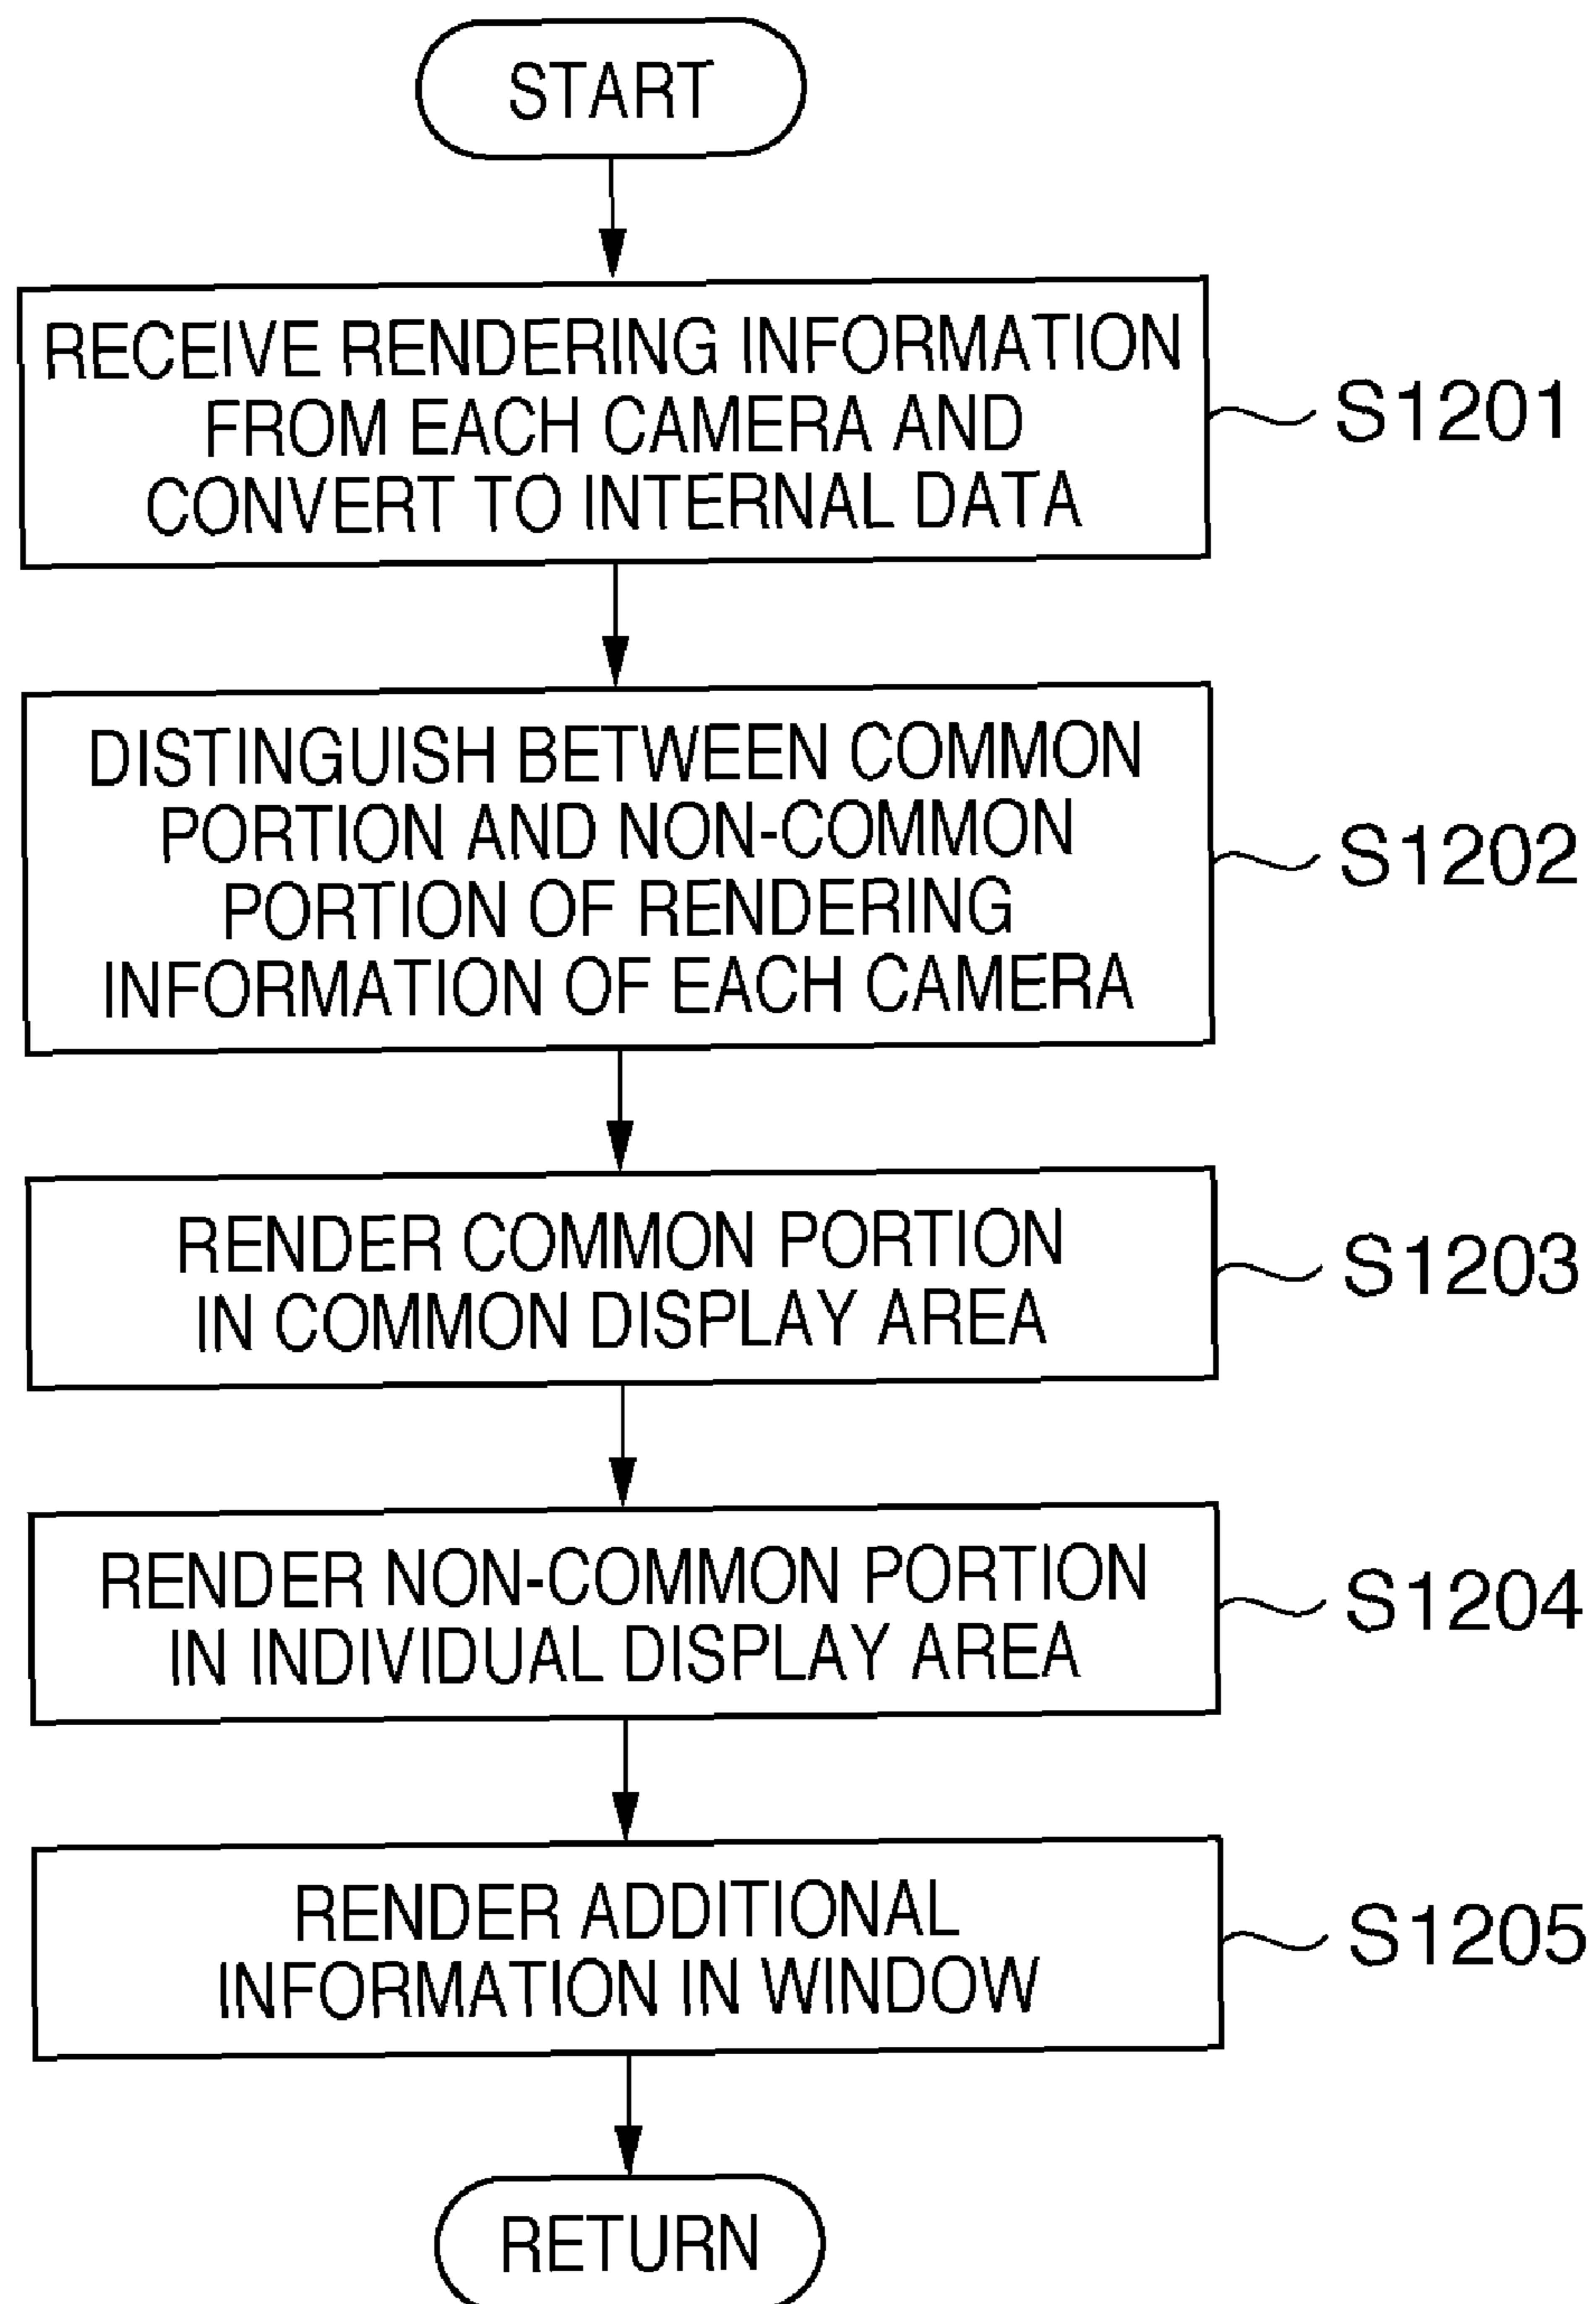 START
RECEIVE RENDERING INFORMATION
FROM EACH CAMERA AND
CONVERT TO INTERNAL DATA
S1201
DISTINGUISH BETWEEN COMMON
PORTION AND NON-COMMON
PORTION OF RENDERING
INFORMATION OF EACH CAMERA
S1202
RENDER COMMON PORTION
IN COMMON DISPLAY AREA
S1203
RENDER NON-COMMON PORTION
IN INDIVIDUAL DISPLAY AREA
S1204
RENDER ADDITIONAL
INFORMATION IN WINDOW
S1205
RETURN